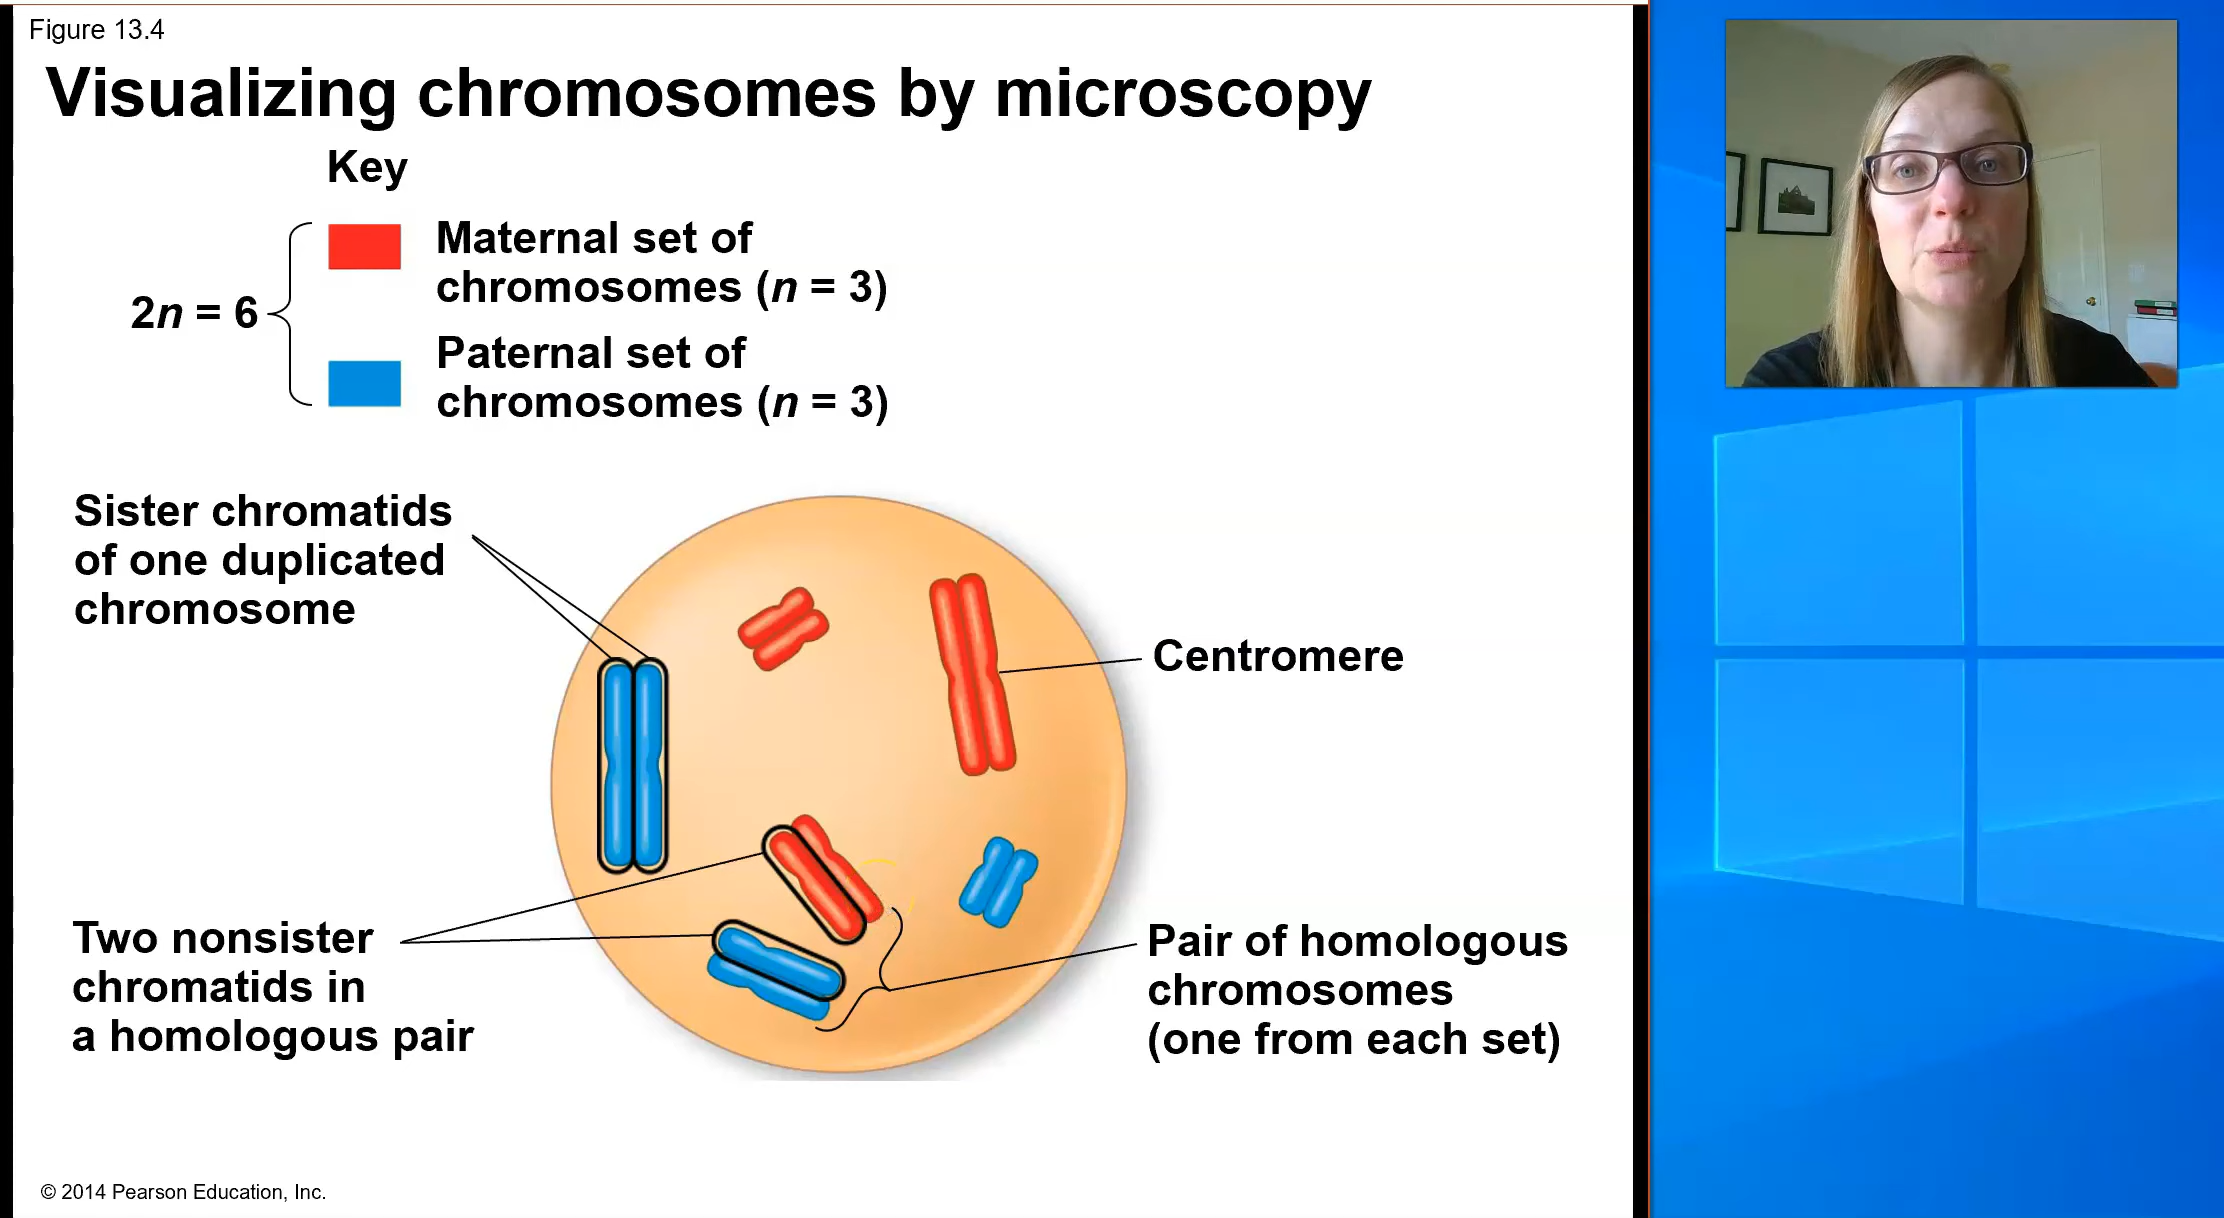 Figure 13.4
Visualizing chromosomes by microscopy
Key
Maternal set of
chromosomes (n = 3)
2n = 6
Paternal set of
chromosomes (n = 3)
Sister chromatids
of one duplicated
chromosome
Centromere
Two nonsister
chromatids in
a homologous pair
Pair of homologous
chromosomes
(one from each set)
© 2014 Pearson Education, Inc.